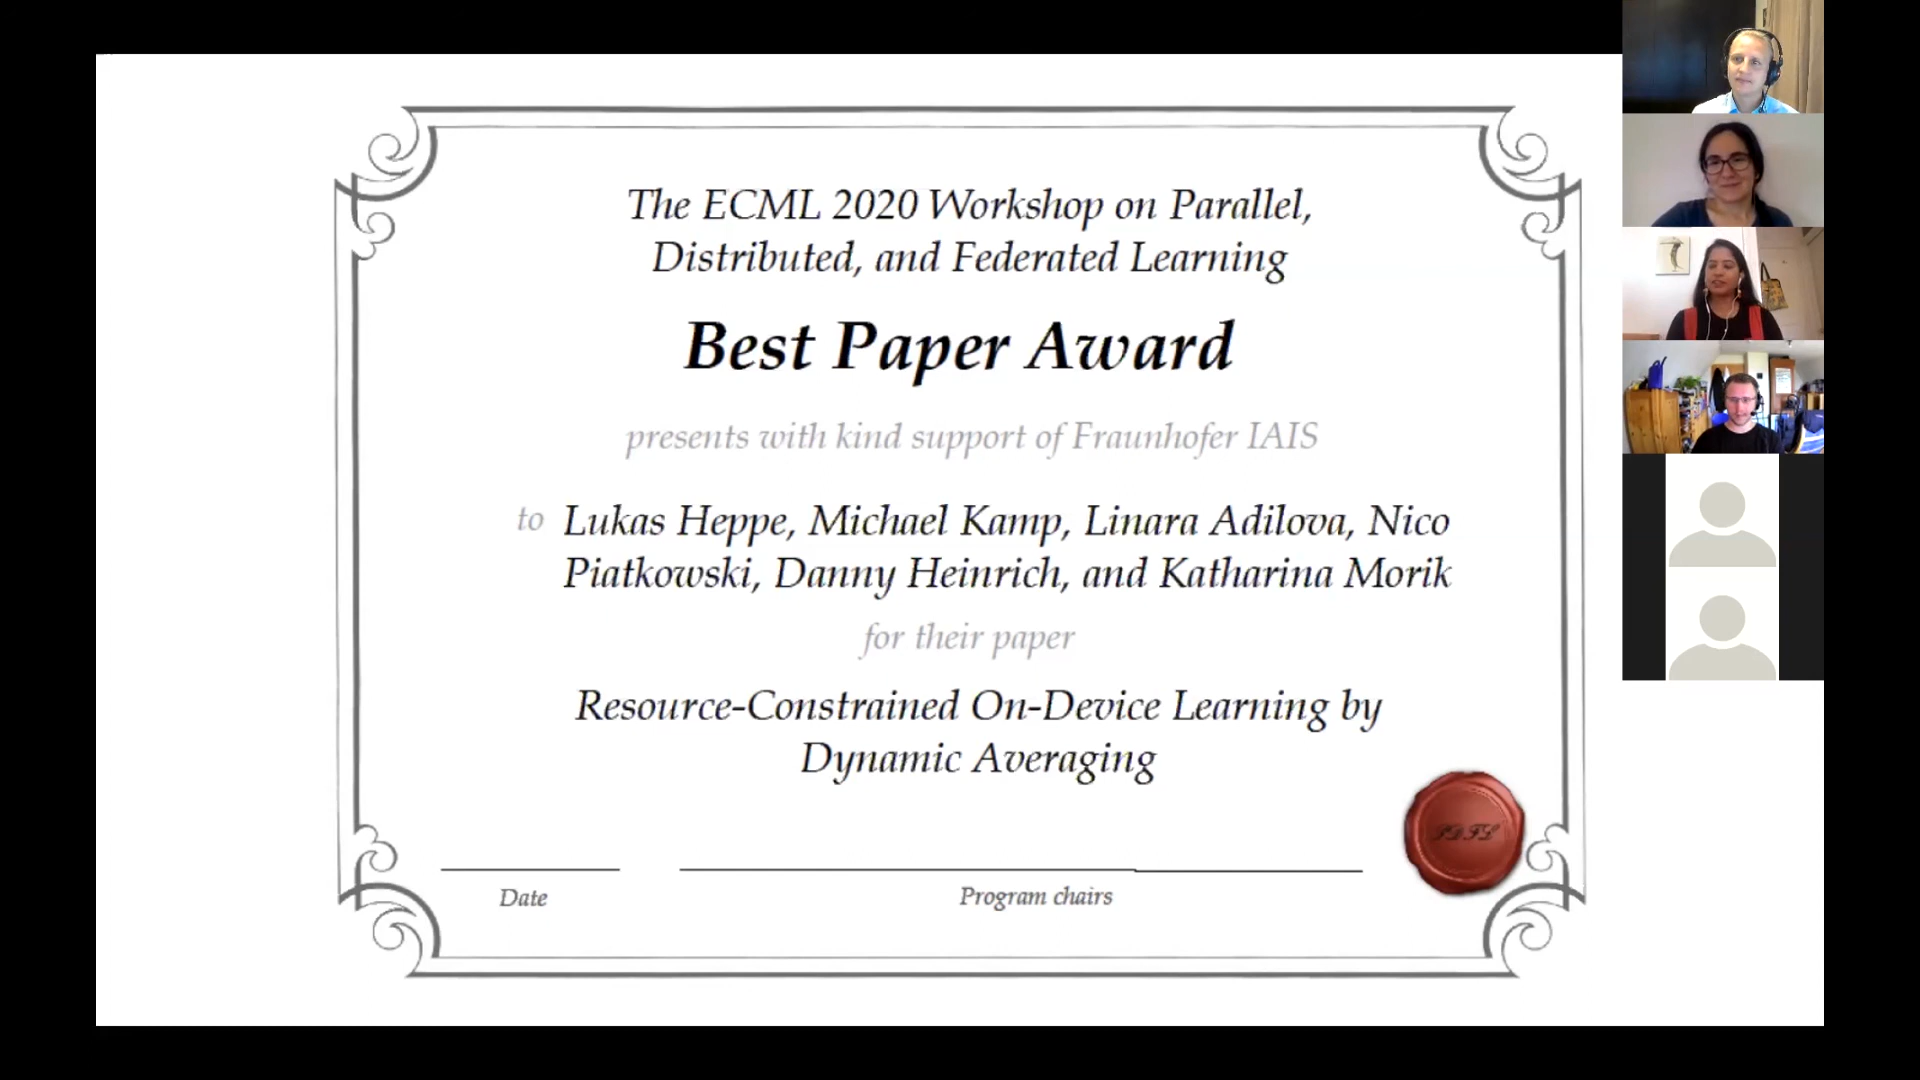 The ECML 2020 Workshop on Parallel,
Distributed, and Federated Learning
Best Paper Award
presents with kind support of Fraunhofer IAIS
to Lukas Heppe, Michael Kamp, Linara Adilova, Nico
Piatkowski, Danny Heinrich, and Katharina Morik
for their paper
Resource-Constrained On-Device Learning by
Dynamic Averaging
PDFL
Date
Program chairs